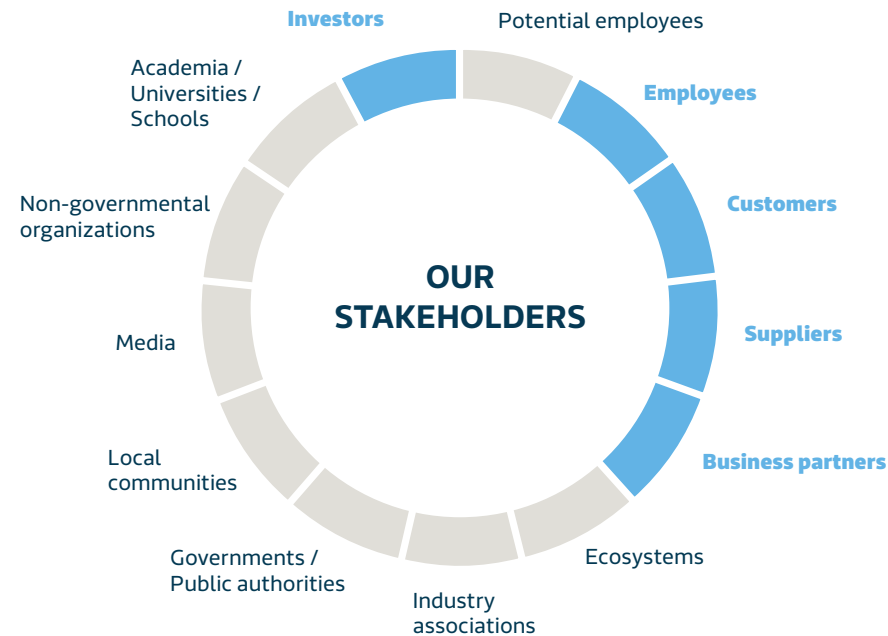 Investors
Potential employees
Academia /
Universities /
Schools
Employees
Non-governmental
organizations
Customers
OUR
STAKEHOLDERS
Media
Suppliers
Local
communities
Business partners
Governments /
Public authorities
Ecosystems
Industry
associations